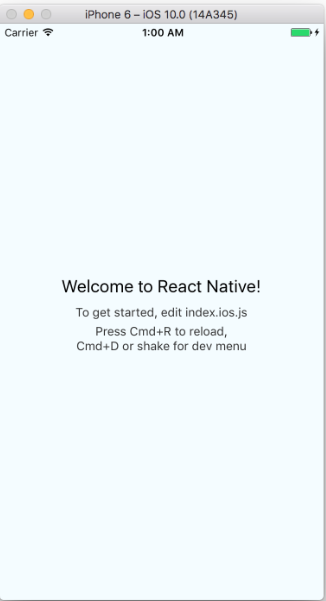 iPhone 6 – iOS 10.0 (14A345)
Carrier 1:00 AM
Welcome to React Native!
To get started, edit index.ios.js
Press Cmd+R to reload,
Cmd+D or shake for dev menu